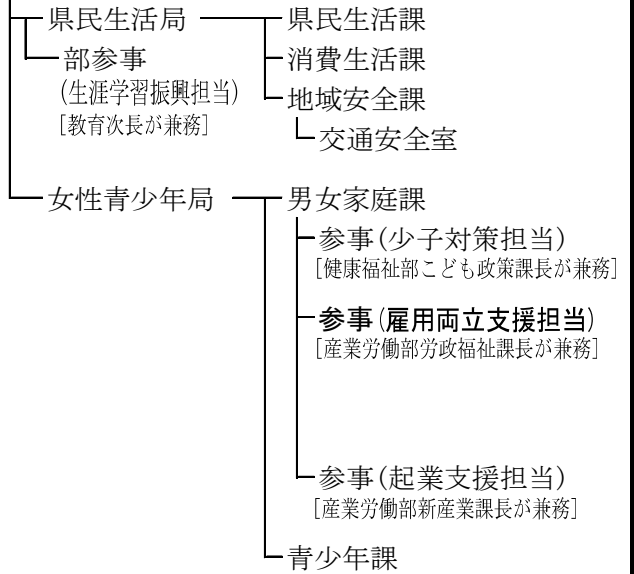 県民生活局 県民生活課
部参事 消費生活課
(生涯学習振興担当) 地域安全課
[教育次長が兼務] 交通安全室
女性青少年局 男女家庭課
参事(少子対策担当)
[健康福祉部こども政策課長が兼務]
参事(雇用両立支援担当)
[産業労働部労政福祉課長が兼務]
参事(起業支援担当)
[産業労働部新産業課長が兼務]
青少年課